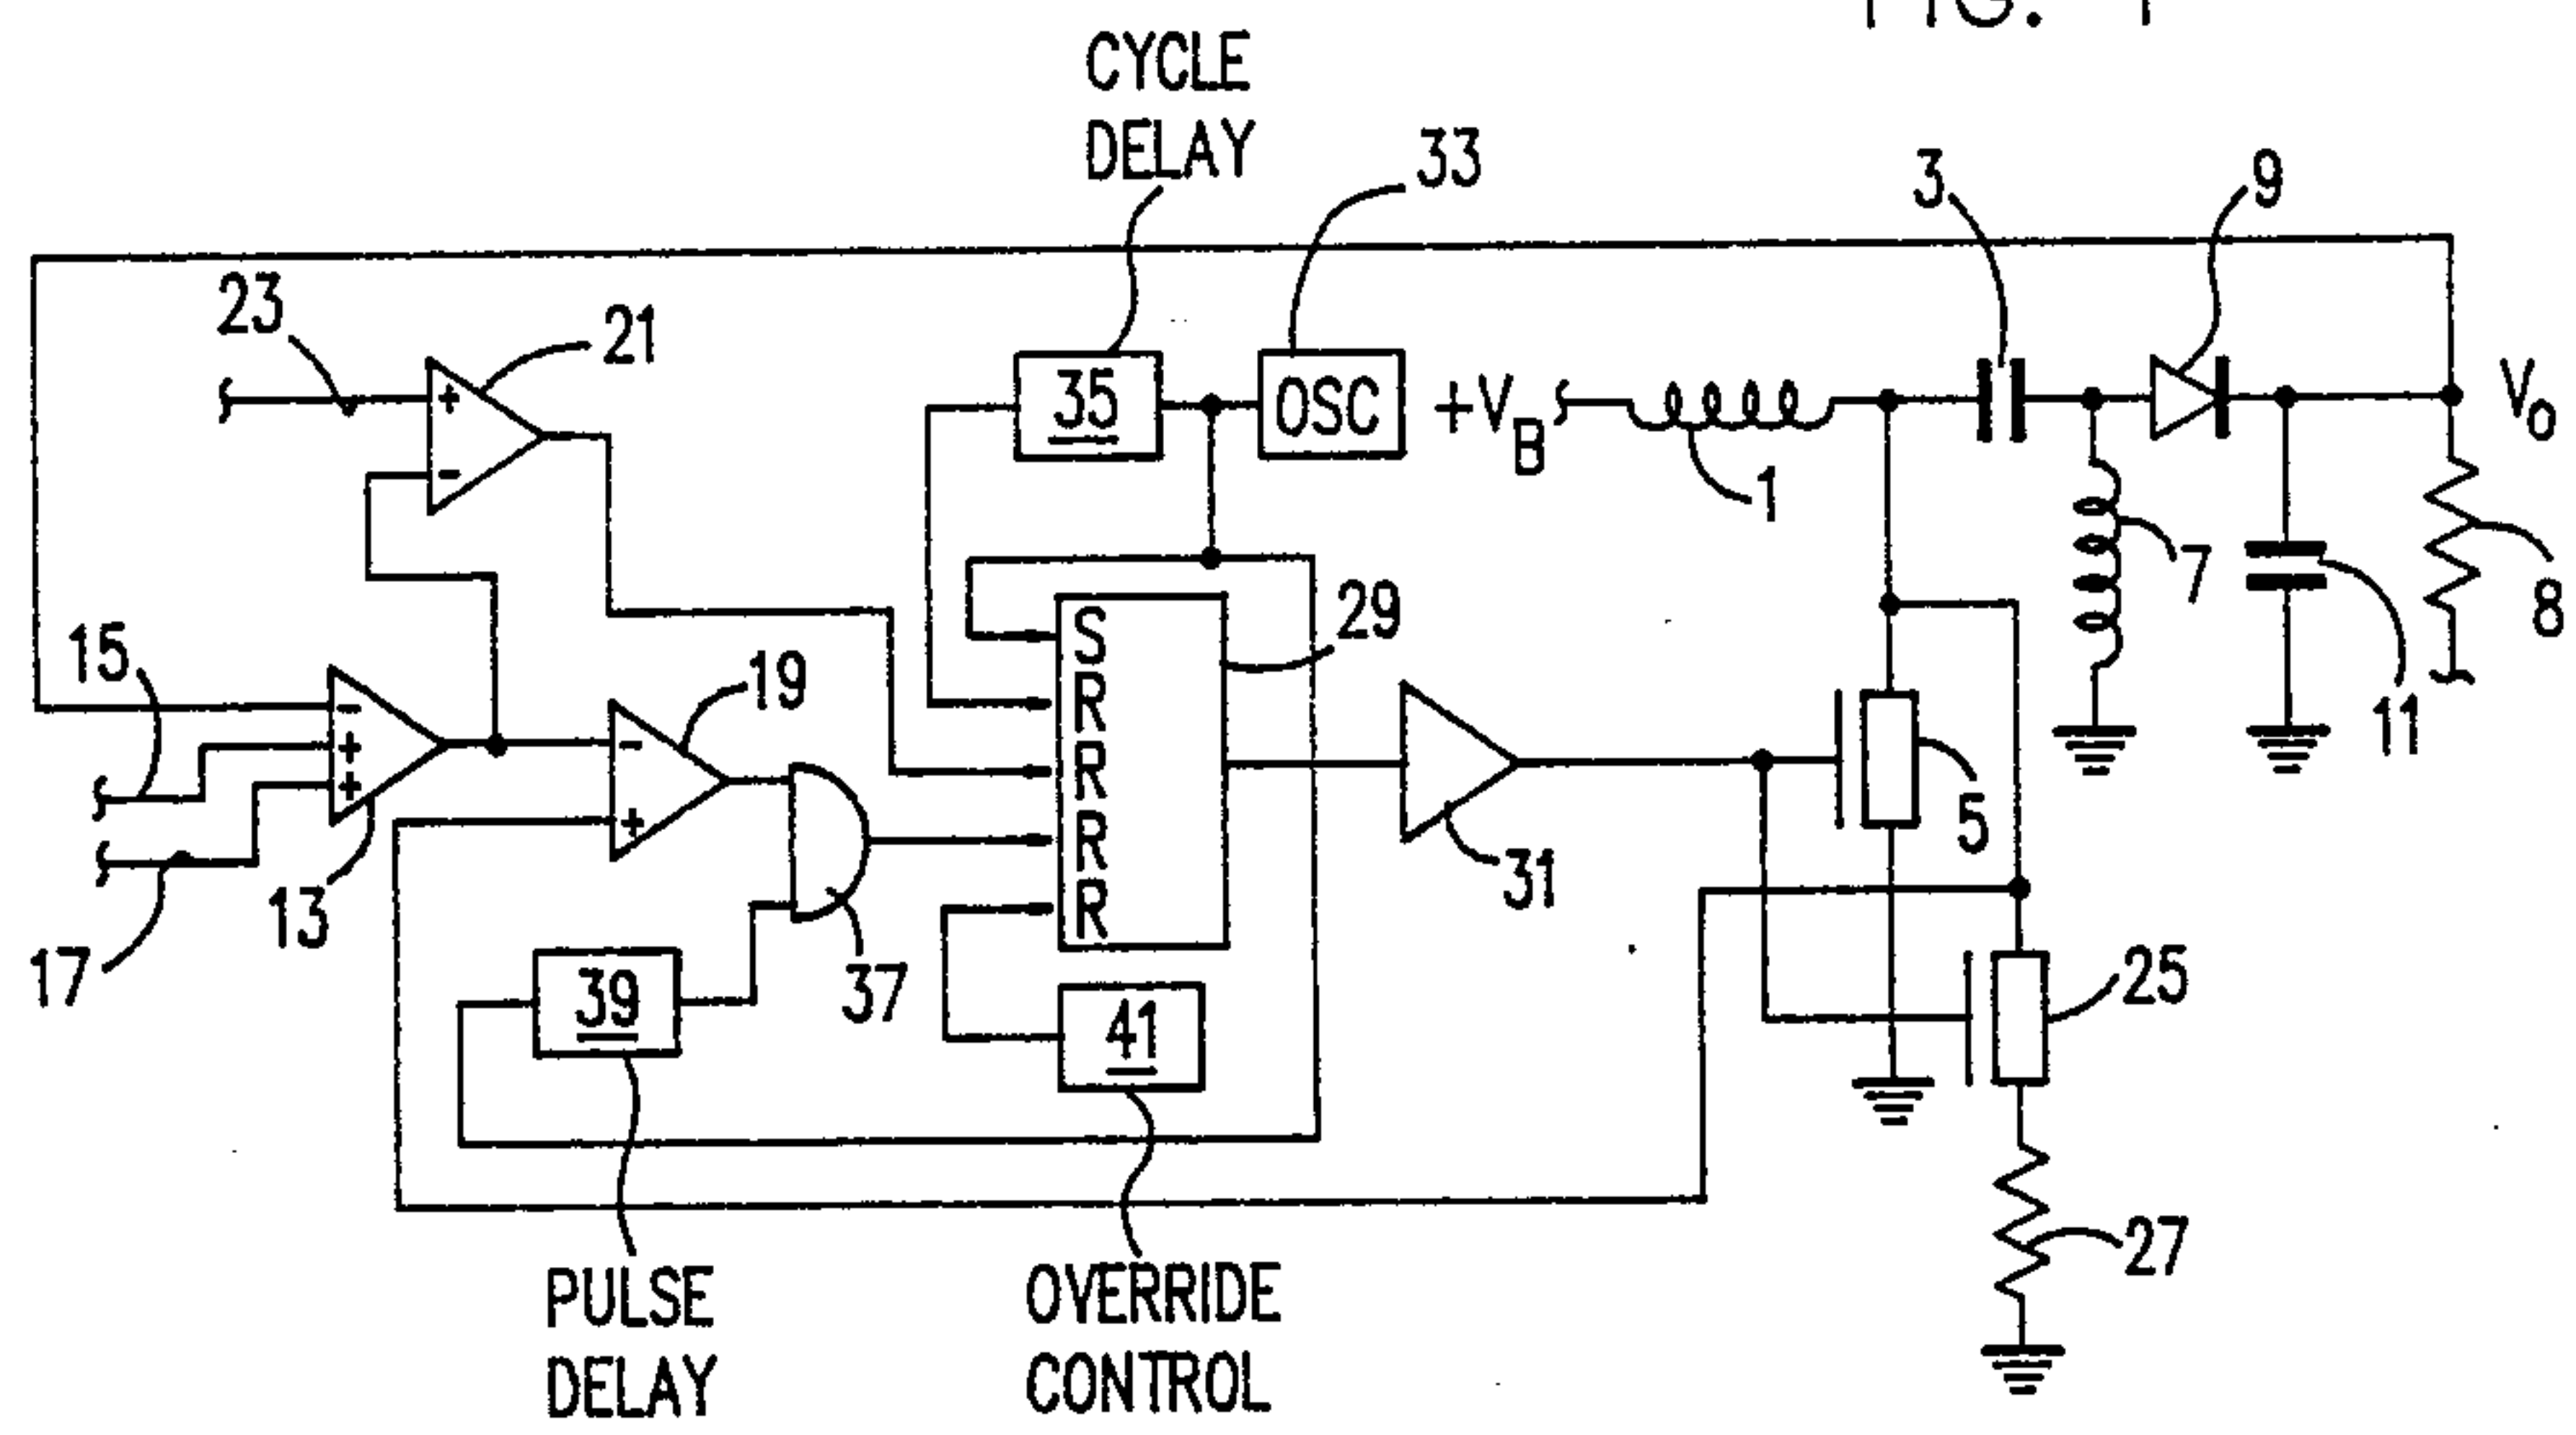 CYCLE
DELAY
33
3
9
23
21
35
OSC
+VB
1
7
11
8
VO
15
19
S
R
R
R
R
29
-
+
+
-
+
-
+
13
17
37
39
41
31
5
25
27
PULSE
DELAY
OVERRIDE
CONTROL